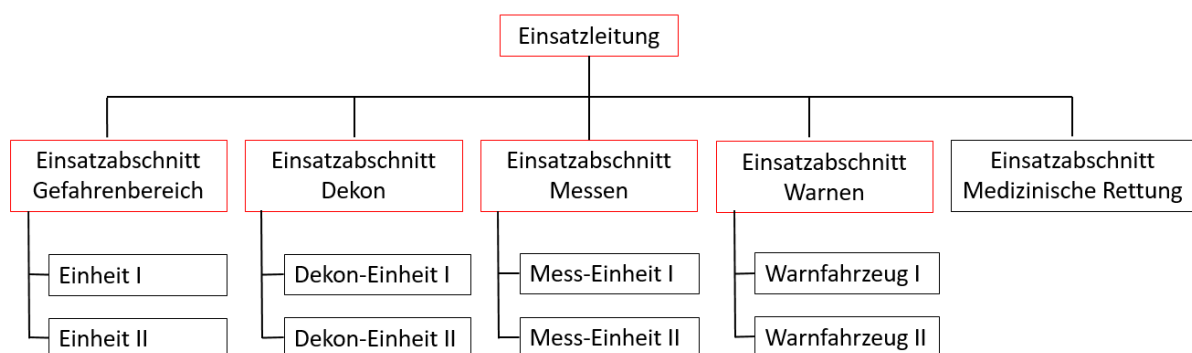 Einsatzleitung
Einsatzabschnitt
Gefahrenbereich
Einsatzabschnitt
Dekon
Einsatzabschnitt
Messen
Einsatzabschnitt
Warnen
Einsatzabschnitt
Medizinische Rettung
Einheit I
Einheit II
Dekon-Einheit I
Dekon-Einheit II
Mess-Einheit I
Mess-Einheit II
Warnfahrzeug I
Warnfahrzeug II